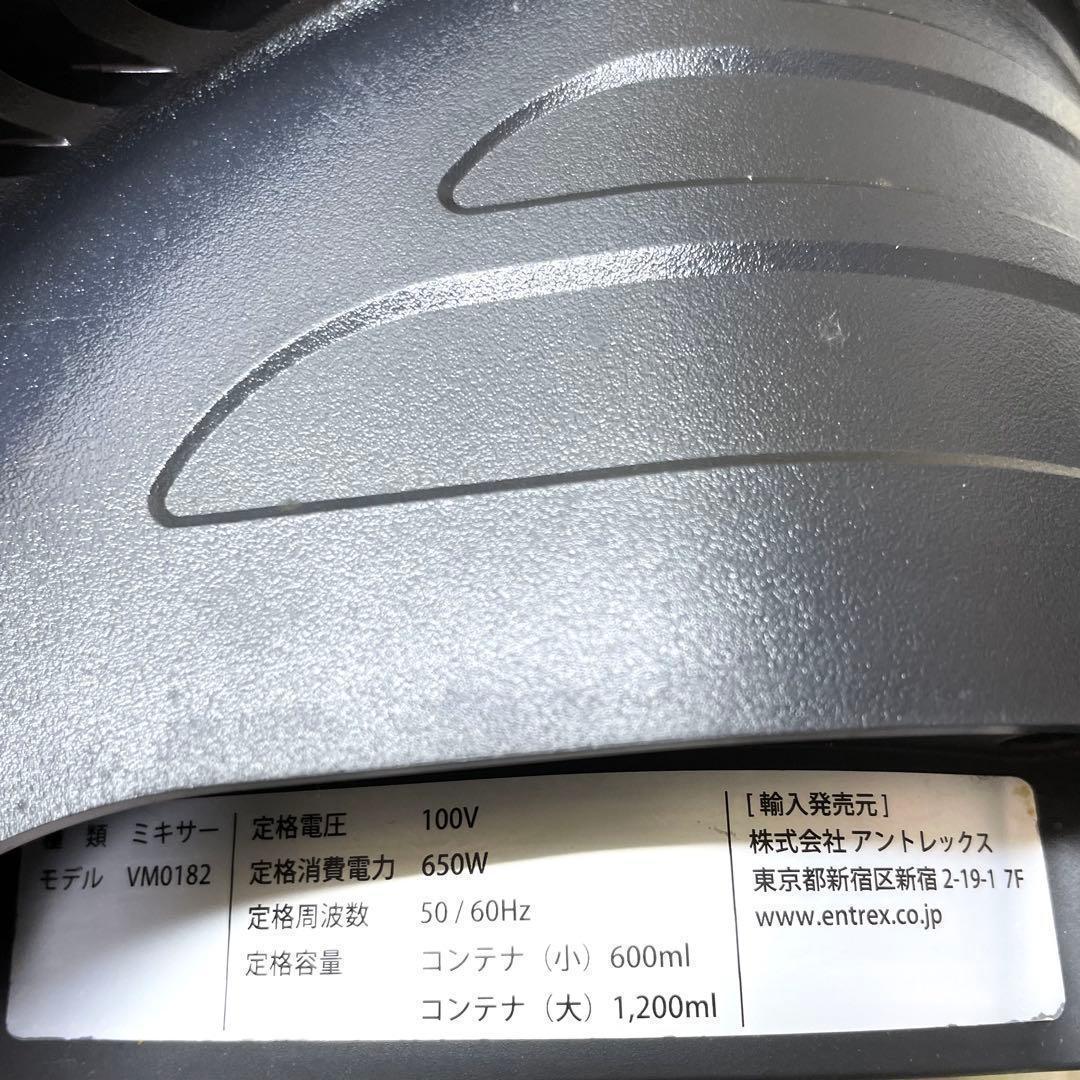 種 類 ミキサー
モデル VM0182
定格電圧 100V
定格消費電力 650W
定格周波数 50 / 60Hz
定格容量 コンテナ（小）600ml
コンテナ（大）1,200ml
[ 輸入発売元 ]
株式会社 アントレックス
東京都新宿区新宿 2-19-1 7F
www.entrex.co.jp